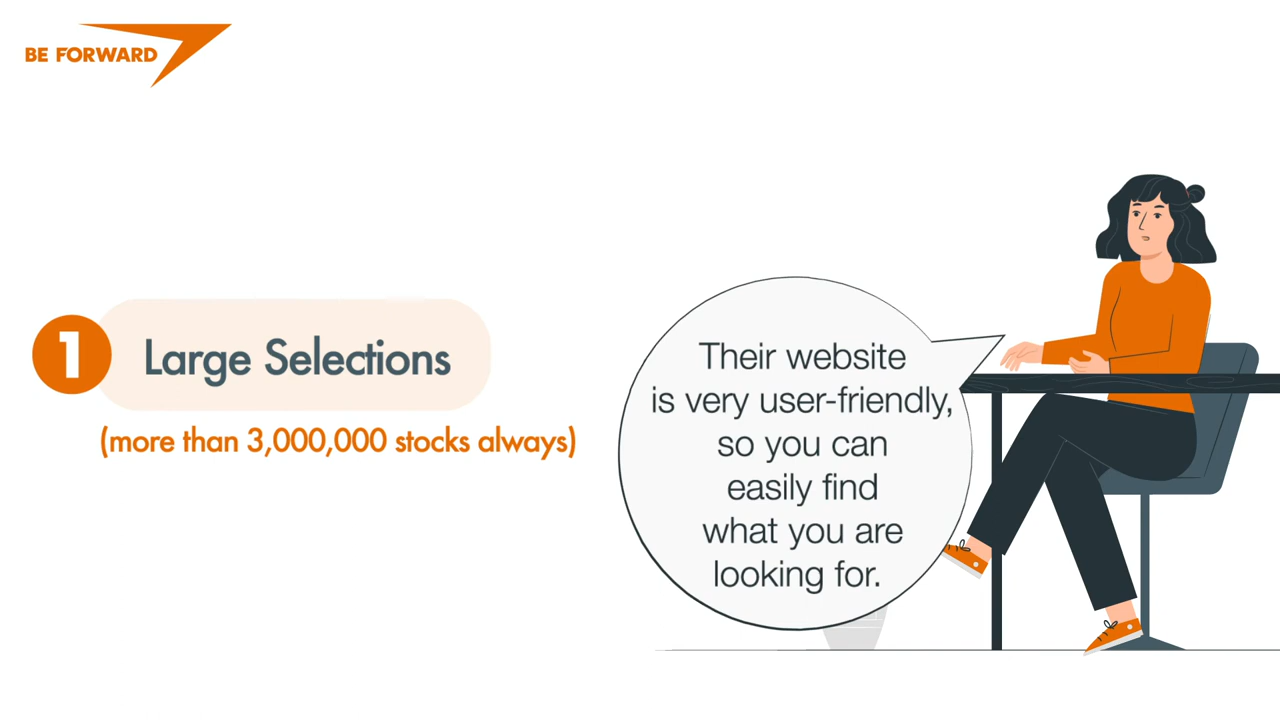 BE FORWARD
1 Large Selections
(more than 3,000,000 stocks always)
Their website
is very user-friendly,
so you can
easily find
what you are
looking for.